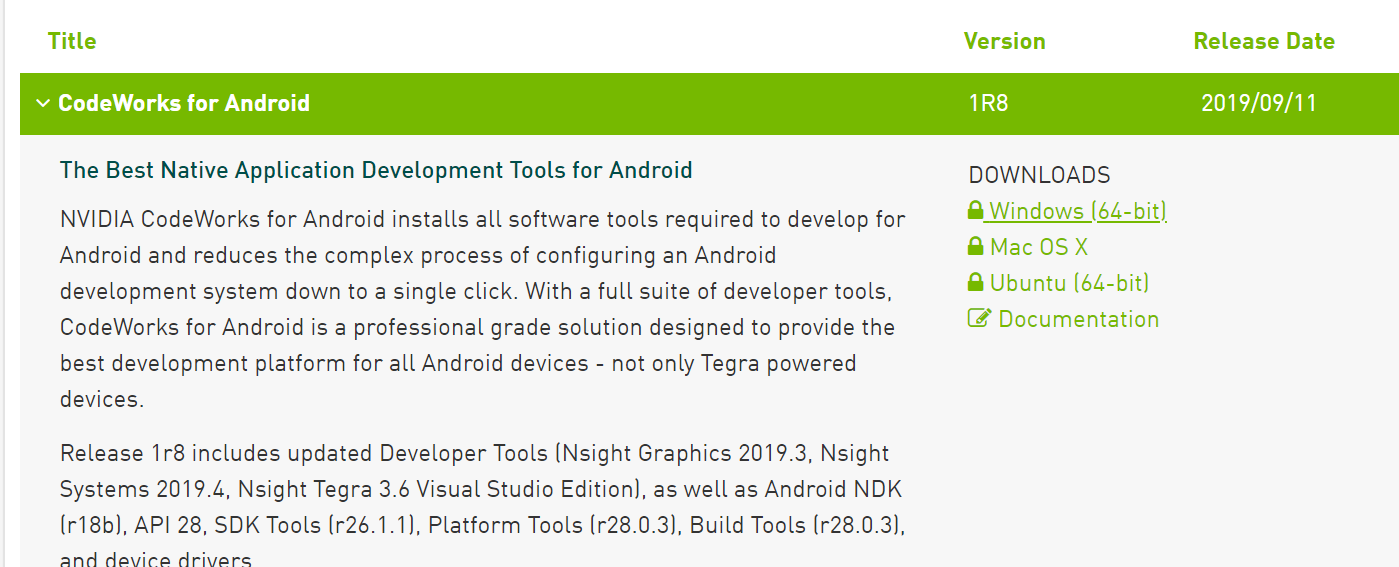 Title Version Release Date
CodeWorks for Android 1R8 2019/09/11
The Best Native Application Development Tools for Android
NVIDIA CodeWorks for Android installs all software tools required to develop for
Android and reduces the complex process of configuring an Android
development system down to a single click. With a full suite of developer tools,
CodeWorks for Android is a professional grade solution designed to provide the
best development platform for all Android devices - not only Tegra powered
devices.
Release 1r8 includes updated Developer Tools (Nsight Graphics 2019.3, Nsight
Systems 2019.4, Nsight Tegra 3.6 Visual Studio Edition), as well as Android NDK
(r18b), API 28, SDK Tools (r26.1.1), Platform Tools (r28.0.3), Build Tools (r28.0.3),
and device drivers
DOWNLOADS
Windows (64-bit)
Mac OS X
Ubuntu (64-bit)
Documentation